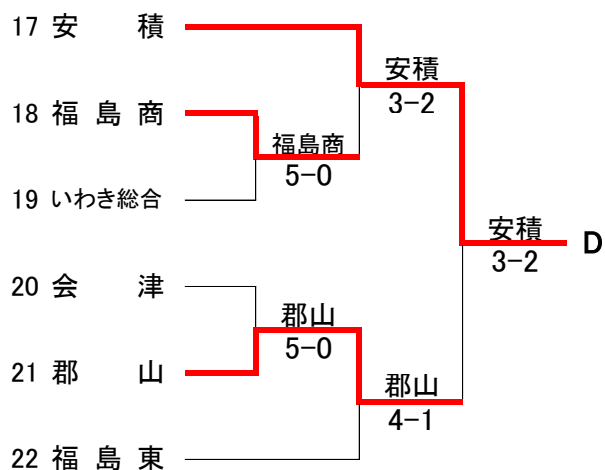 17 安 積
安積
3-2
18 福 島 商
福島商
5-0
19 いわき総合
安積
3-2
D
20 会 津
郡山
5-0
21 郡 山
郡山
4-1
22 福 島 東